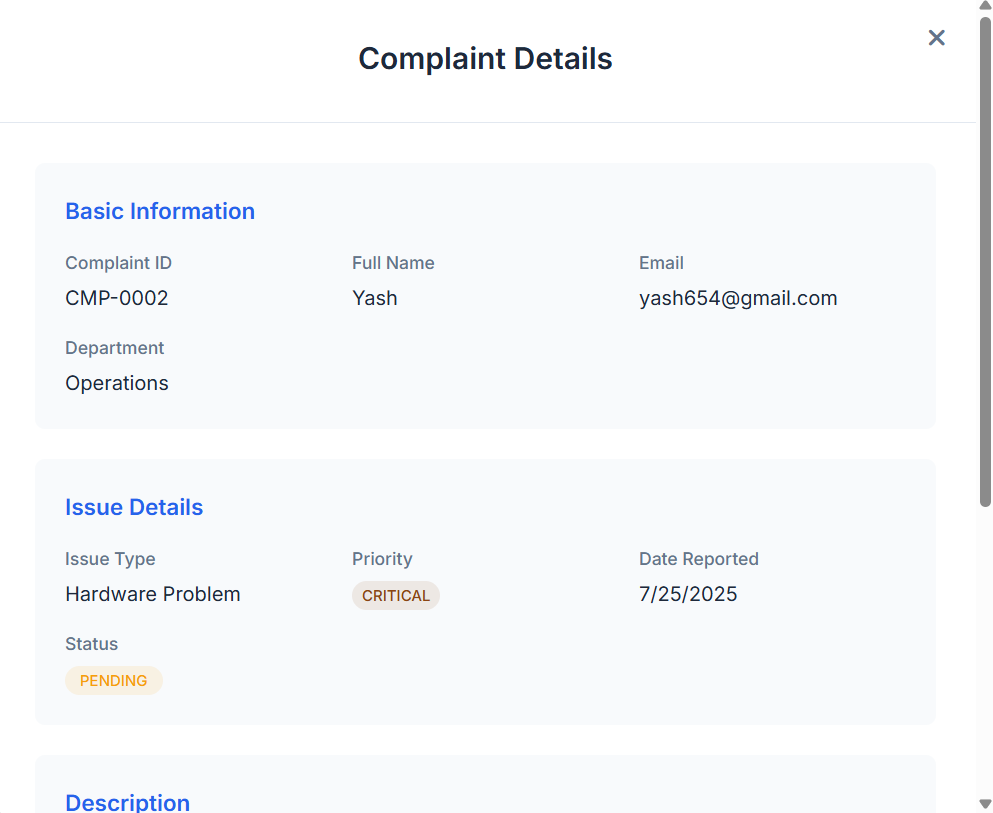 Complaint Details
Basic Information
Complaint ID Full Name Email
CMP-0002 Yash yash654@gmail.com
Department
Operations
Issue Details
Issue Type Priority Date Reported
Hardware Problem CRITICAL 7/25/2025
Status
PENDING
Description